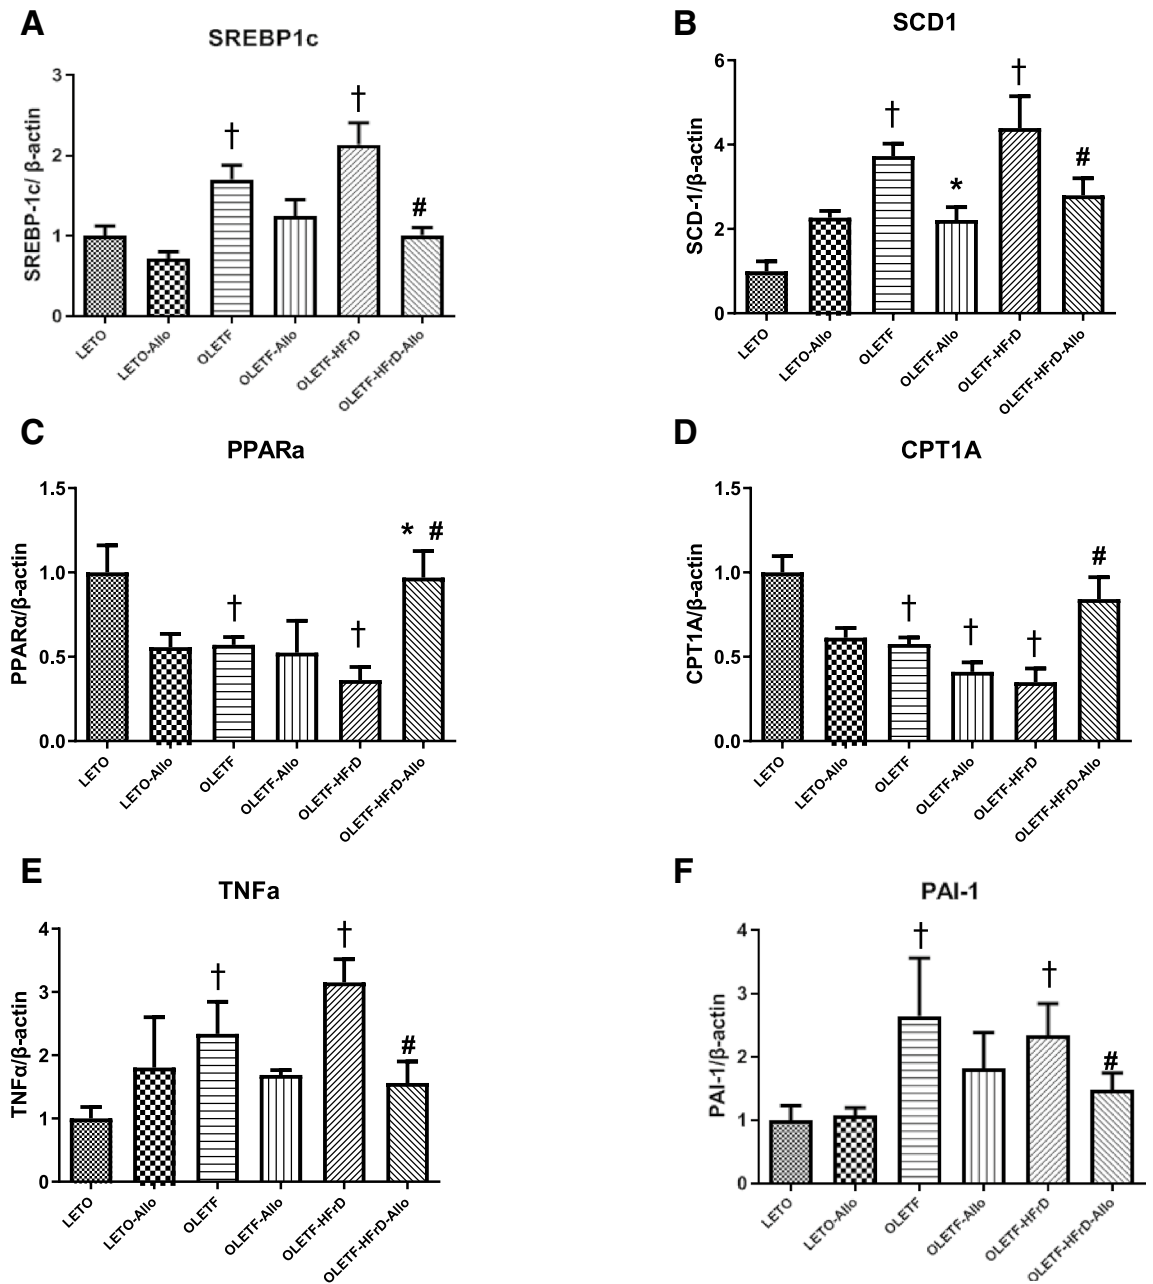 A
SREBP1c
SREBP-1c/ β-actin
3
2
1
0
†
†
#
LETO
LETO-Allo
OLETF
OLETF-Allo
OLETF-HFrD
OLETF-HFrD-Allo
B
SCD1
SCD-1/β-actin
6
4
2
0
†
*
†
#
LETO
LETO-Allo
OLETF
OLETF-Allo
OLETF-HFrD
OLETF-HFrD-Allo
C
PPARa
PPARα/β-actin
1.5
1.0
0.5
0.0
†
†
* #
LETO
LETO-Allo
OLETF
OLETF-Allo
OLETF-HFrD
OLETF-HFrD-Allo
D
CPT1A
CPT1A/β-actin
1.5
1.0
0.5
0.0
†
†
†
#
LETO
LETO-Allo
OLETF
OLETF-Allo
OLETF-HFrD
OLETF-HFrD-Allo
E
TNFa
TNFα/β-actin
4
3
2
1
0
†
†
#
LETO
LETO-Allo
OLETF
OLETF-Allo
OLETF-HFrD
OLETF-HFrD-Allo
F
PAI-1
PAI-1/β-actin
4
3
2
1
0
†
†
#
LETO
LETO-Allo
OLETF
OLETF-Allo
OLETF-HFrD
OLETF-HFrD-Allo